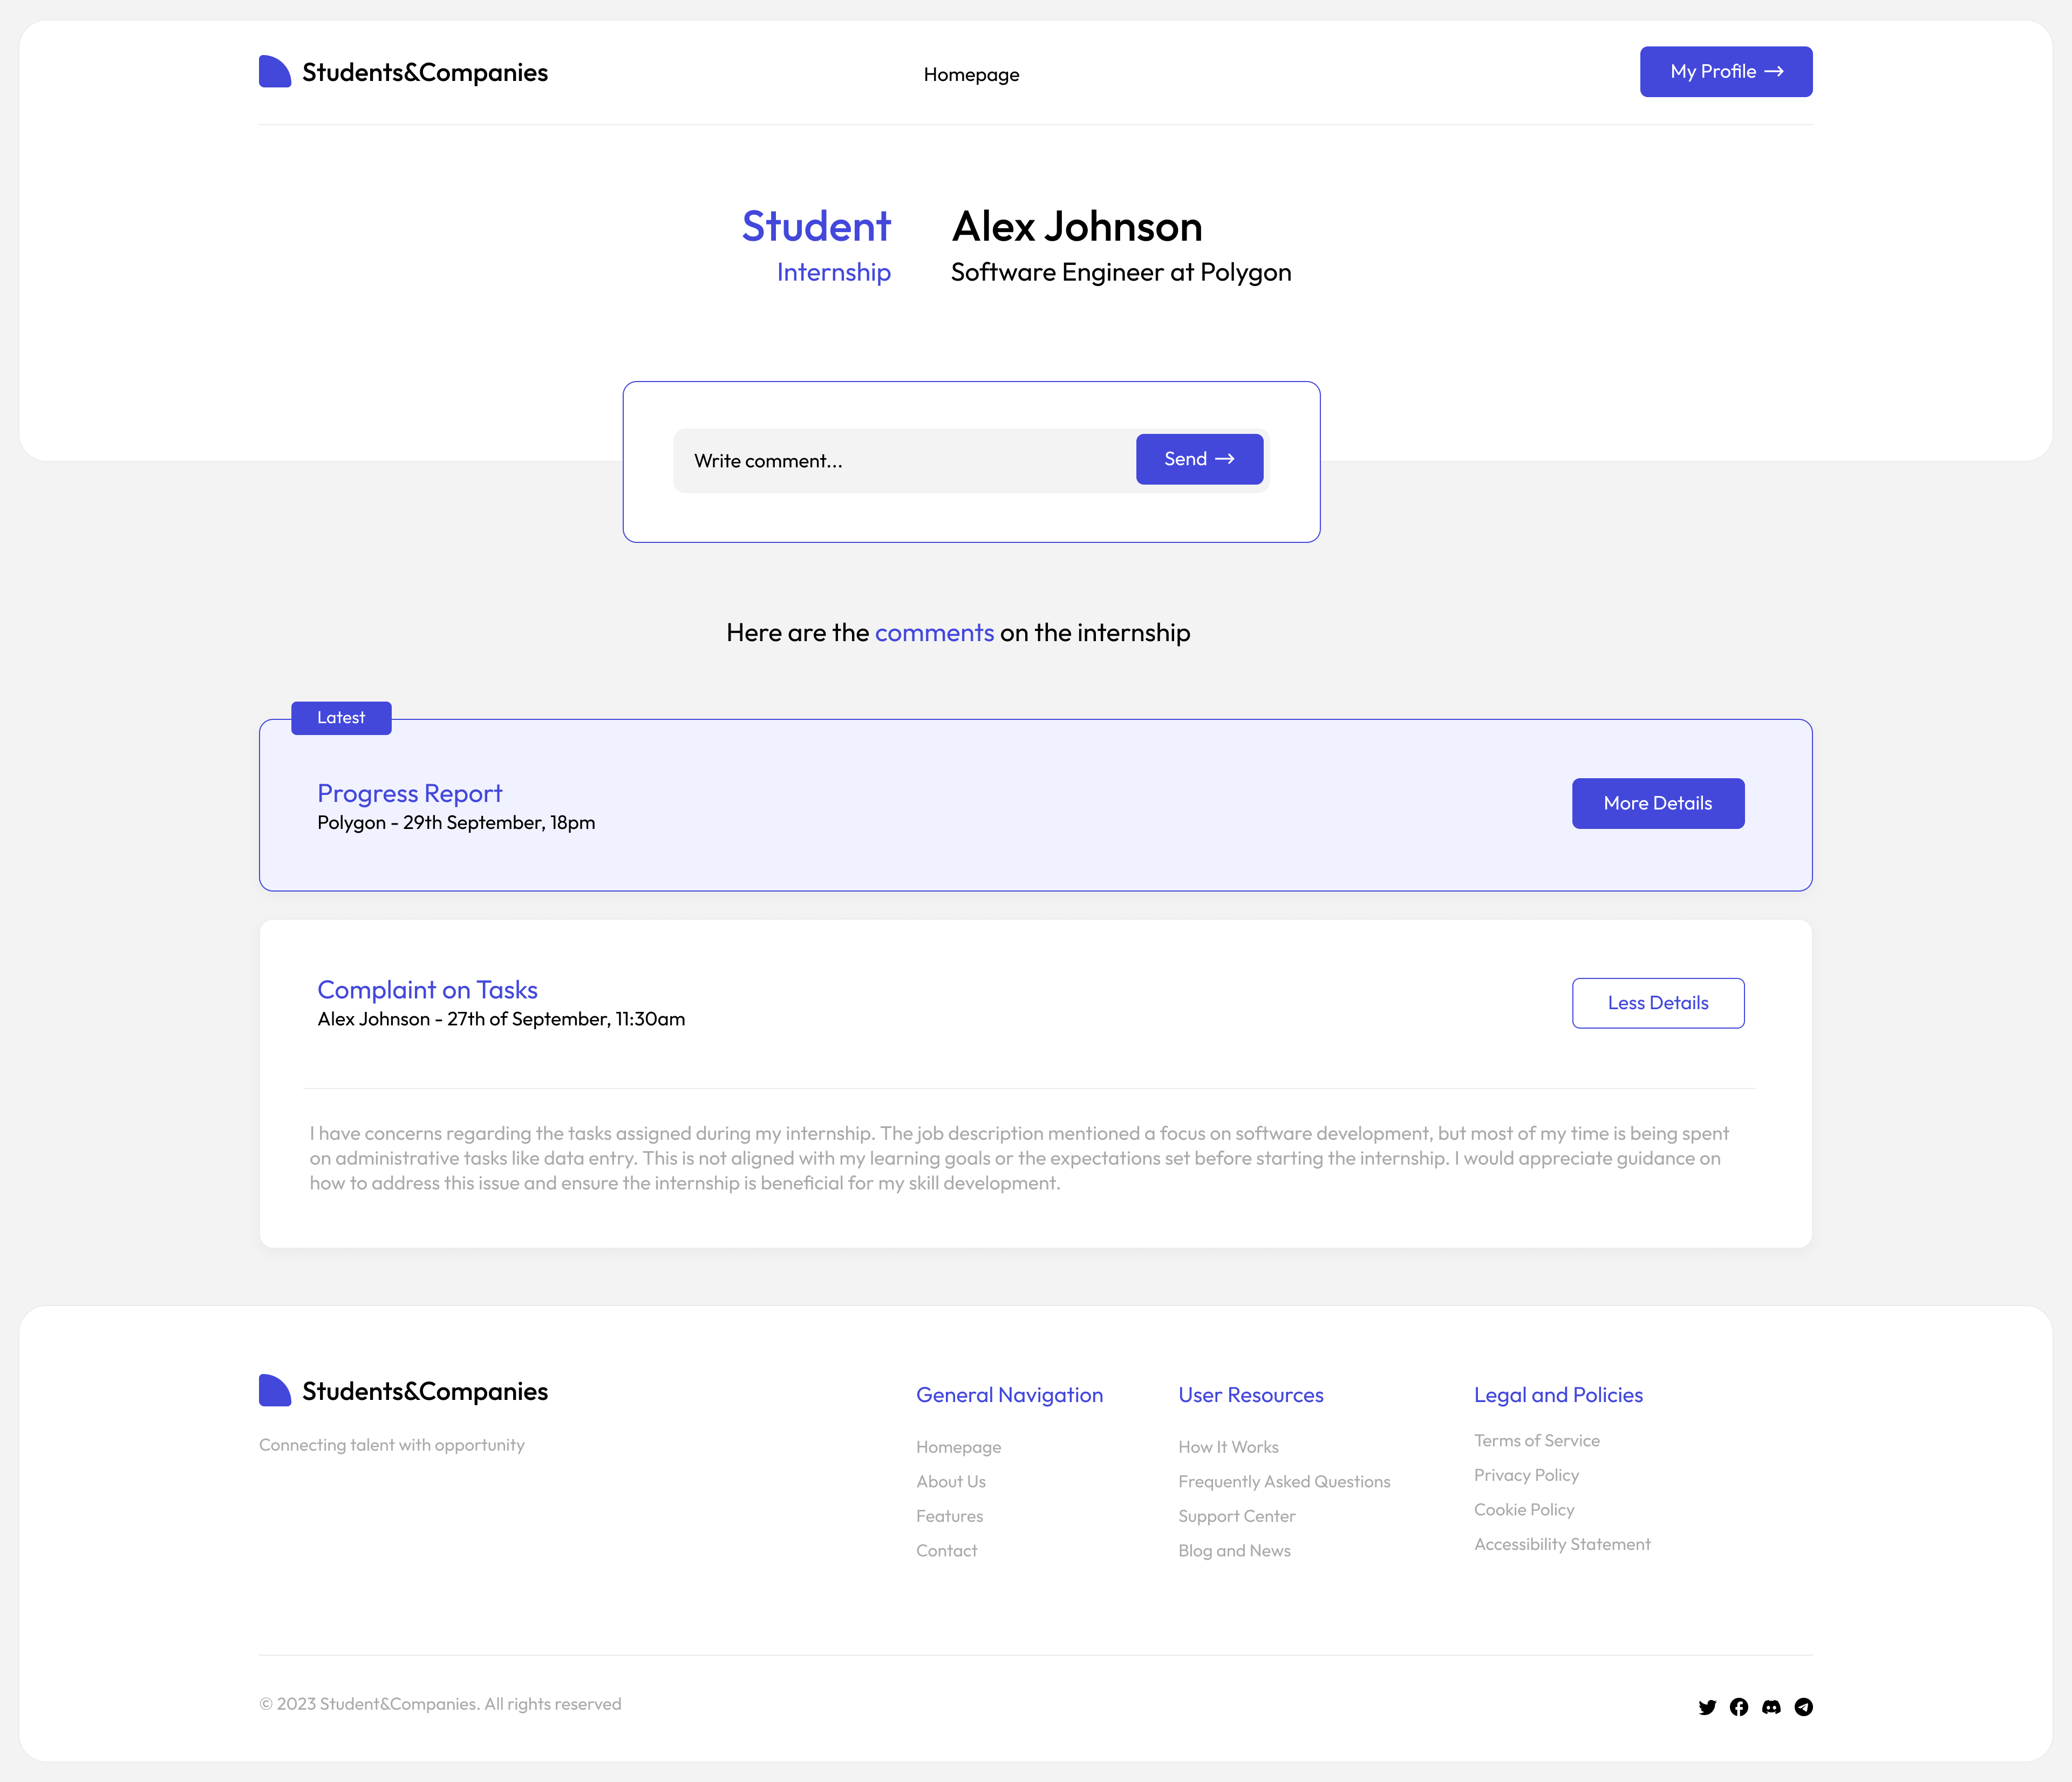 Students&Companies
Homepage
My Profile →
Student
Alex Johnson
Internship
Software Engineer at Polygon
Write comment...
Send →
Here are the comments on the internship
Latest
Progress Report
Polygon - 29th September, 18pm
More Details
Complaint on Tasks
Alex Johnson - 27th of September, 11:30am
Less Details
I have concerns regarding the tasks assigned during my internship. The job description mentioned a focus on software development, but most of my time is being spent
on administrative tasks like data entry. This is not aligned with my learning goals or the expectations set before starting the internship. I would appreciate guidance on
how to address this issue and ensure the internship is beneficial for my skill development.
Students&Companies
Connecting talent with opportunity
General Navigation
Homepage
About Us
Features
Contact
User Resources
How It Works
Frequently Asked Questions
Support Center
Blog and News
Legal and Policies
Terms of Service
Privacy Policy
Cookie Policy
Accessibility Statement
© 2023 Student&Companies. All rights reserved